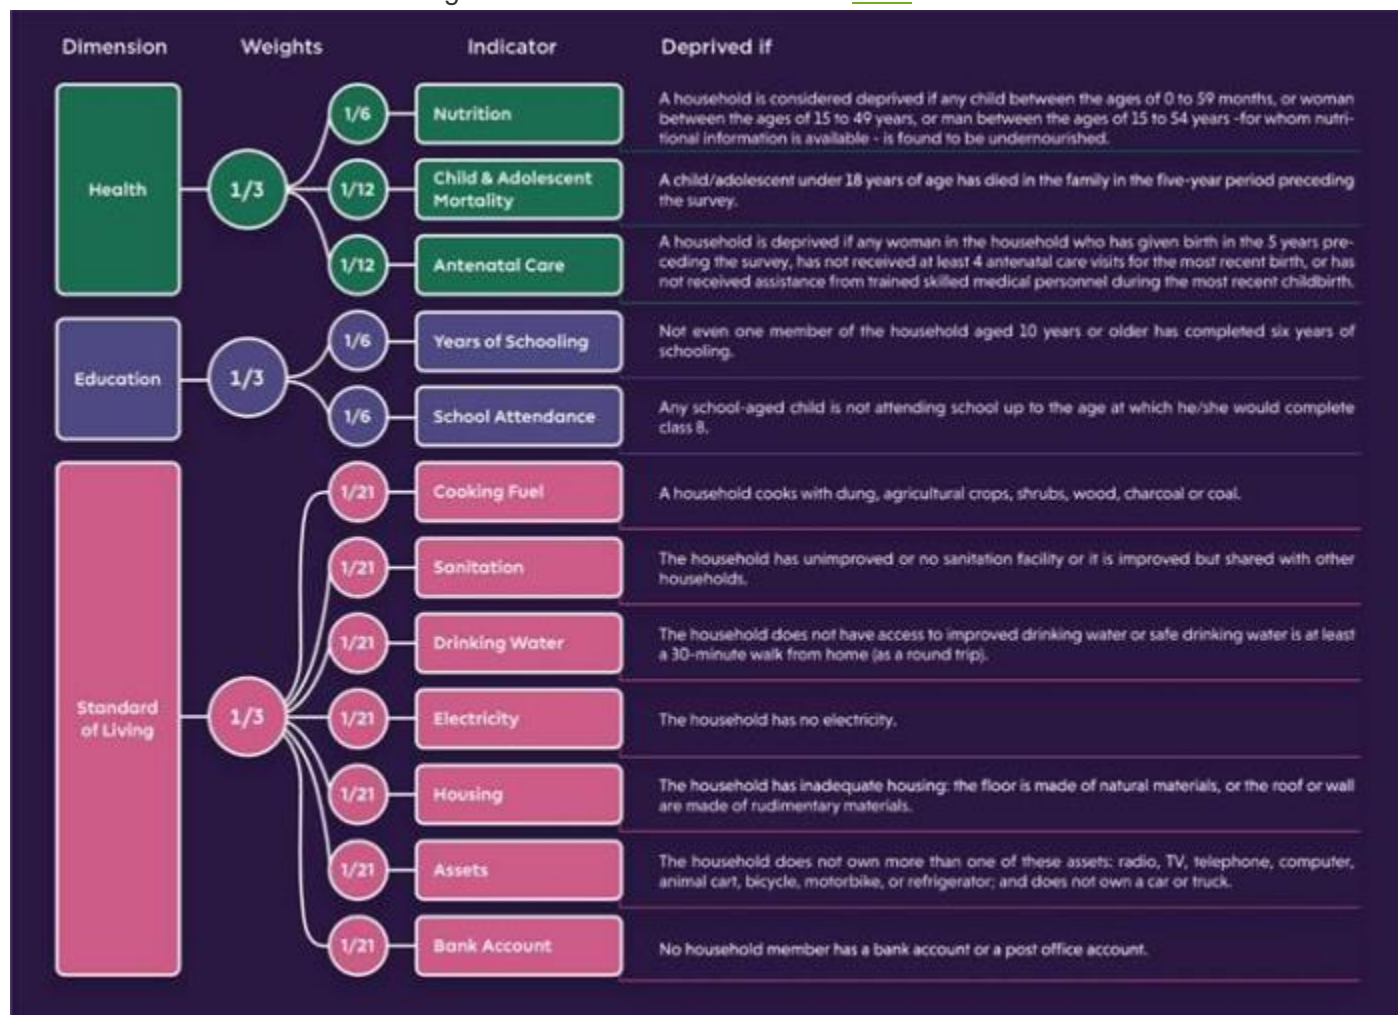 Dimension Weights Indicator Deprived if
Health
1/3
1/6
Nutrition
A household is considered deprived if any child between the ages of 0 to 59 months, or woman
between the ages of 15 to 49 years, or man between the ages of 15 to 54 years -for whom nutri-
tional information is available - is found to be undernourished.
1/12
Child & Adolescent
Mortality
A child/adolescent under 18 years of age has died in the family in the five-year period preceding
the survey.
1/12
Antenatal Care
A household is deprived if any woman in the household who has given birth in the 5 years pre-
ceding the survey, has not received at least 4 antenatal care visits for the most recent birth, or has
not received assistance from trained skilled medical personnel during the most recent childbirth.
Education
1/3
1/6
Years of Schooling
Not even one member of the household aged 10 years or older has completed six years of
schooling.
1/6
School Attendance
Any school-aged child is not attending school up to the age at which he/she would complete
class 8.
Standard
of Living
1/3
1/21
Cooking Fuel
A household cooks with dung, agricultural crops, shrubs, wood, charcoal or coal.
1/21
Sanitation
The household has unimproved or no sanitation facility or it is improved but shared with other
households.
1/21
Drinking Water
The household does not have access to improved drinking water or safe drinking water is at least
a 30-minute walk from home (as a round trip).
1/21
Electricity
The household has no electricity.
1/21
Housing
The household has inadequate housing: the floor is made of natural materials, or the roof or wall
are made of rudimentary materials.
1/21
Assets
The household does not own more than one of these assets: radio, TV, telephone, computer,
animal cart, bicycle, motorbike, or refrigerator; and does not own a car or truck.
1/21
Bank Account
No household member has a bank account or a post office account.